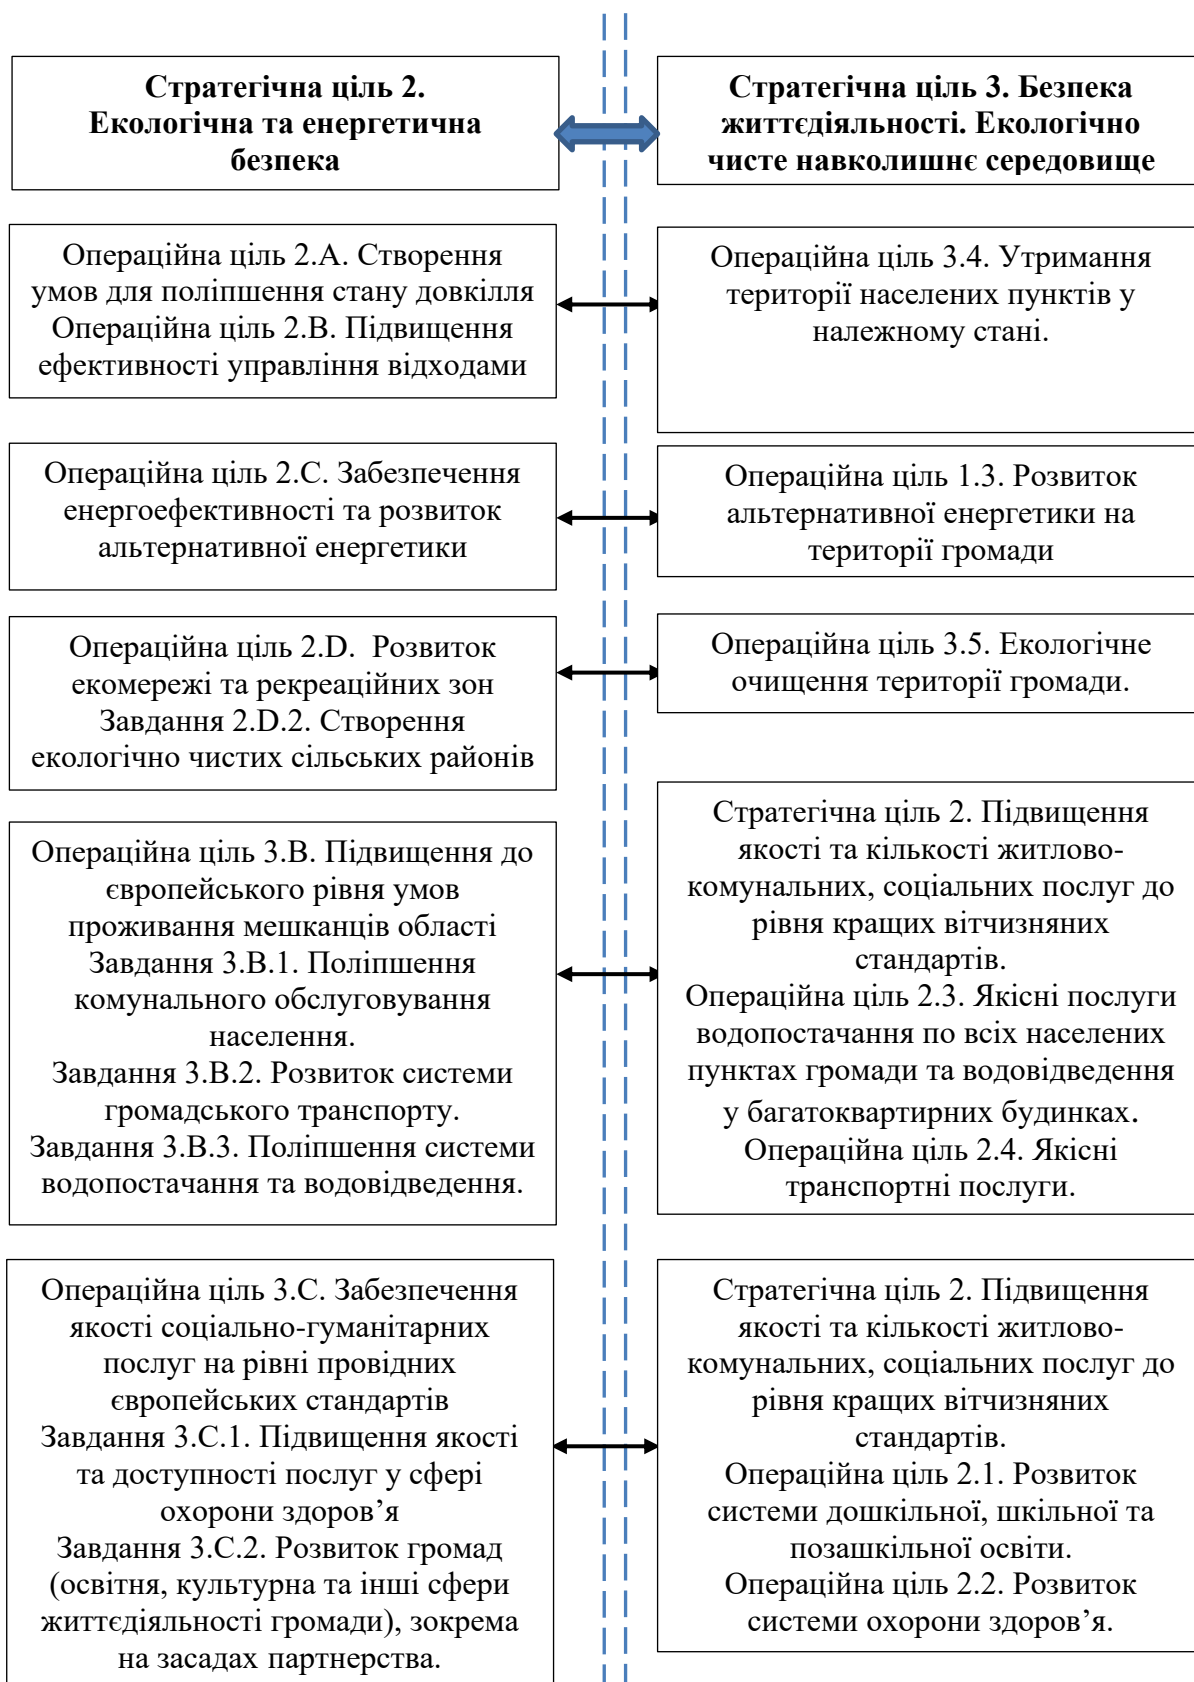 Стратегічна ціль 2.
Екологічна та енергетична
безпека
Стратегічна ціль 3. Безпека
життєдіяльності. Екологічно
чисте навколишнє середовище
Операційна ціль 2.А. Створення
умов для поліпшення стану довкілля
Операційна ціль 2.В. Підвищення
ефективності управління відходами
Операційна ціль 3.4. Утримання
території населених пунктів у
належному стані.
Операційна ціль 2.С. Забезпечення
енергоефективності та розвиток
альтернативної енергетики
Операційна ціль 1.3. Розвиток
альтернативної енергетики на
території громади
Операційна ціль 2.D. Розвиток
екомережі та рекреаційних зон
Завдання 2.D.2. Створення
екологічно чистих сільських районів
Операційна ціль 3.5. Екологічне
очищення території громади.
Операційна ціль 3.В. Підвищення до
європейського рівня умов
проживання мешканців області
Завдання 3.В.1. Поліпшення
комунального обслуговування
населення.
Завдання 3.В.2. Розвиток системи
громадського транспорту.
Завдання 3.В.3. Поліпшення системи
водопостачання та водовідведення.
Стратегічна ціль 2. Підвищення
якості та кількості житлово-
комунальних, соціальних послуг до
рівня кращих вітчизняних
стандартів.
Операційна ціль 2.3. Якісні послуги
водопостачання по всіх населених
пунктах громади та водовідведення
у багатоквартирних будинках.
Операційна ціль 2.4. Якісні
транспортні послуги.
Операційна ціль 3.С. Забезпечення
якості соціально-гуманітарних
послуг на рівні провідних
європейських стандартів
Завдання 3.С.1. Підвищення якості
та доступності послуг у сфері
охорони здоров’я
Завдання 3.С.2. Розвиток громад
(освітня, культурна та інші сфери
життєдіяльності громади), зокрема
на засадах партнерства.
Стратегічна ціль 2. Підвищення
якості та кількості житлово-
комунальних, соціальних послуг до
рівня кращих вітчизняних
стандартів.
Операційна ціль 2.1. Розвиток
системи дошкільної, шкільної та
позашкільної освіти.
Операційна ціль 2.2. Розвиток
системи охорони здоров’я.